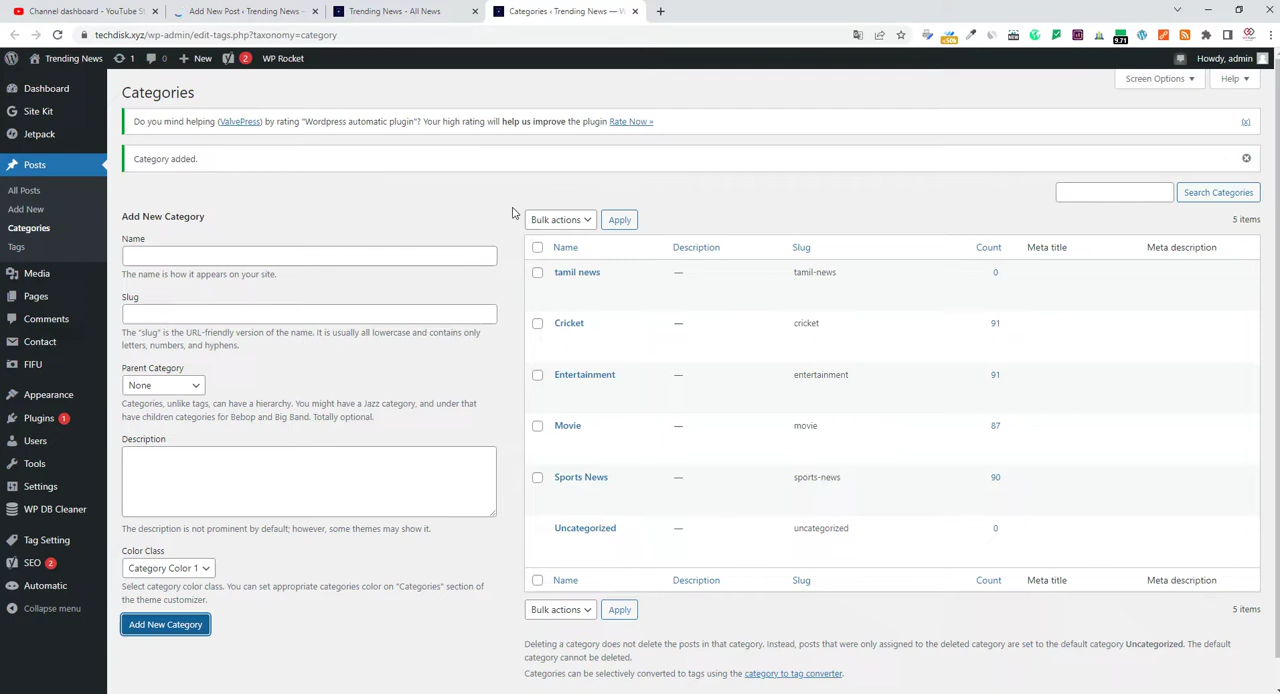 Channel dashboard - YouTube St
Add New Post ‹ Trending News —
Trending News - All News
Categories ‹ Trending News — W
techdisk.xyz/wp-admin/edit-tags.php?taxonomy=category
Trending News
1
0
New
2
WP Rocket
Howdy, admin
Dashboard
Site Kit
Jetpack
Posts
All Posts
Add New
Categories
Tags
Media
Pages
Comments
Contact
FIFU
Appearance
Plugins 1
Users
Tools
Settings
WP DB Cleaner
Tag Setting
SEO 2
Automatic
Collapse menu
Categories
Screen Options
Help
Do you mind helping (ValvePress) by rating "Wordpress automatic plugin"? Your high rating will help us improve the plugin Rate Now »
(x)
Category added.
Search Categories
Add New Category
Name
The name is how it appears on your site.
Slug
The “slug” is the URL-friendly version of the name. It is usually all lowercase and contains only
letters, numbers, and hyphens.
Parent Category
None
Categories, unlike tags, can have a hierarchy. You might have a Jazz category, and under that
have children categories for Bebop and Big Band. Totally optional.
Description
The description is not prominent by default; however, some themes may show it.
Color Class
Category Color 1
Select category color class. You can set appropriate categories color on "Categories" section of
the theme customizer.
Add New Category
Bulk actions
Apply
5 items
Name Description Slug Count Meta title Meta description
tamil news — tamil-news 0
Cricket — cricket 91
Entertainment — entertainment 91
Movie — movie 87
Sports News — sports-news 90
Uncategorized — uncategorized 0
Name Description Slug Count Meta title Meta description
Bulk actions
Apply
5 items
Deleting a category does not delete the posts in that category. Instead, posts that were only assigned to the deleted category are set to the default category Uncategorized. The default
category cannot be deleted.
Categories can be selectively converted to tags using the category to tag converter.